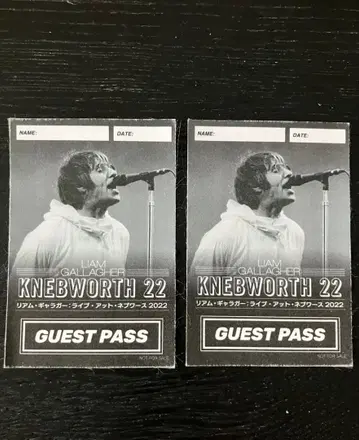 NAME:
DATE:
LIAM
GALLAGHER
KNEBWORTH 22
リアム・ギャラガー：ライブ・アット・ネブワース 2022
GUEST PASS
NOT FOR SALE
NAME:
DATE:
LIAM
GALLAGHER
KNEBWORTH 22
リアム・ギャラガー：ライブ・アット・ネブワース 2022
GUEST PASS
NOT FOR SALE